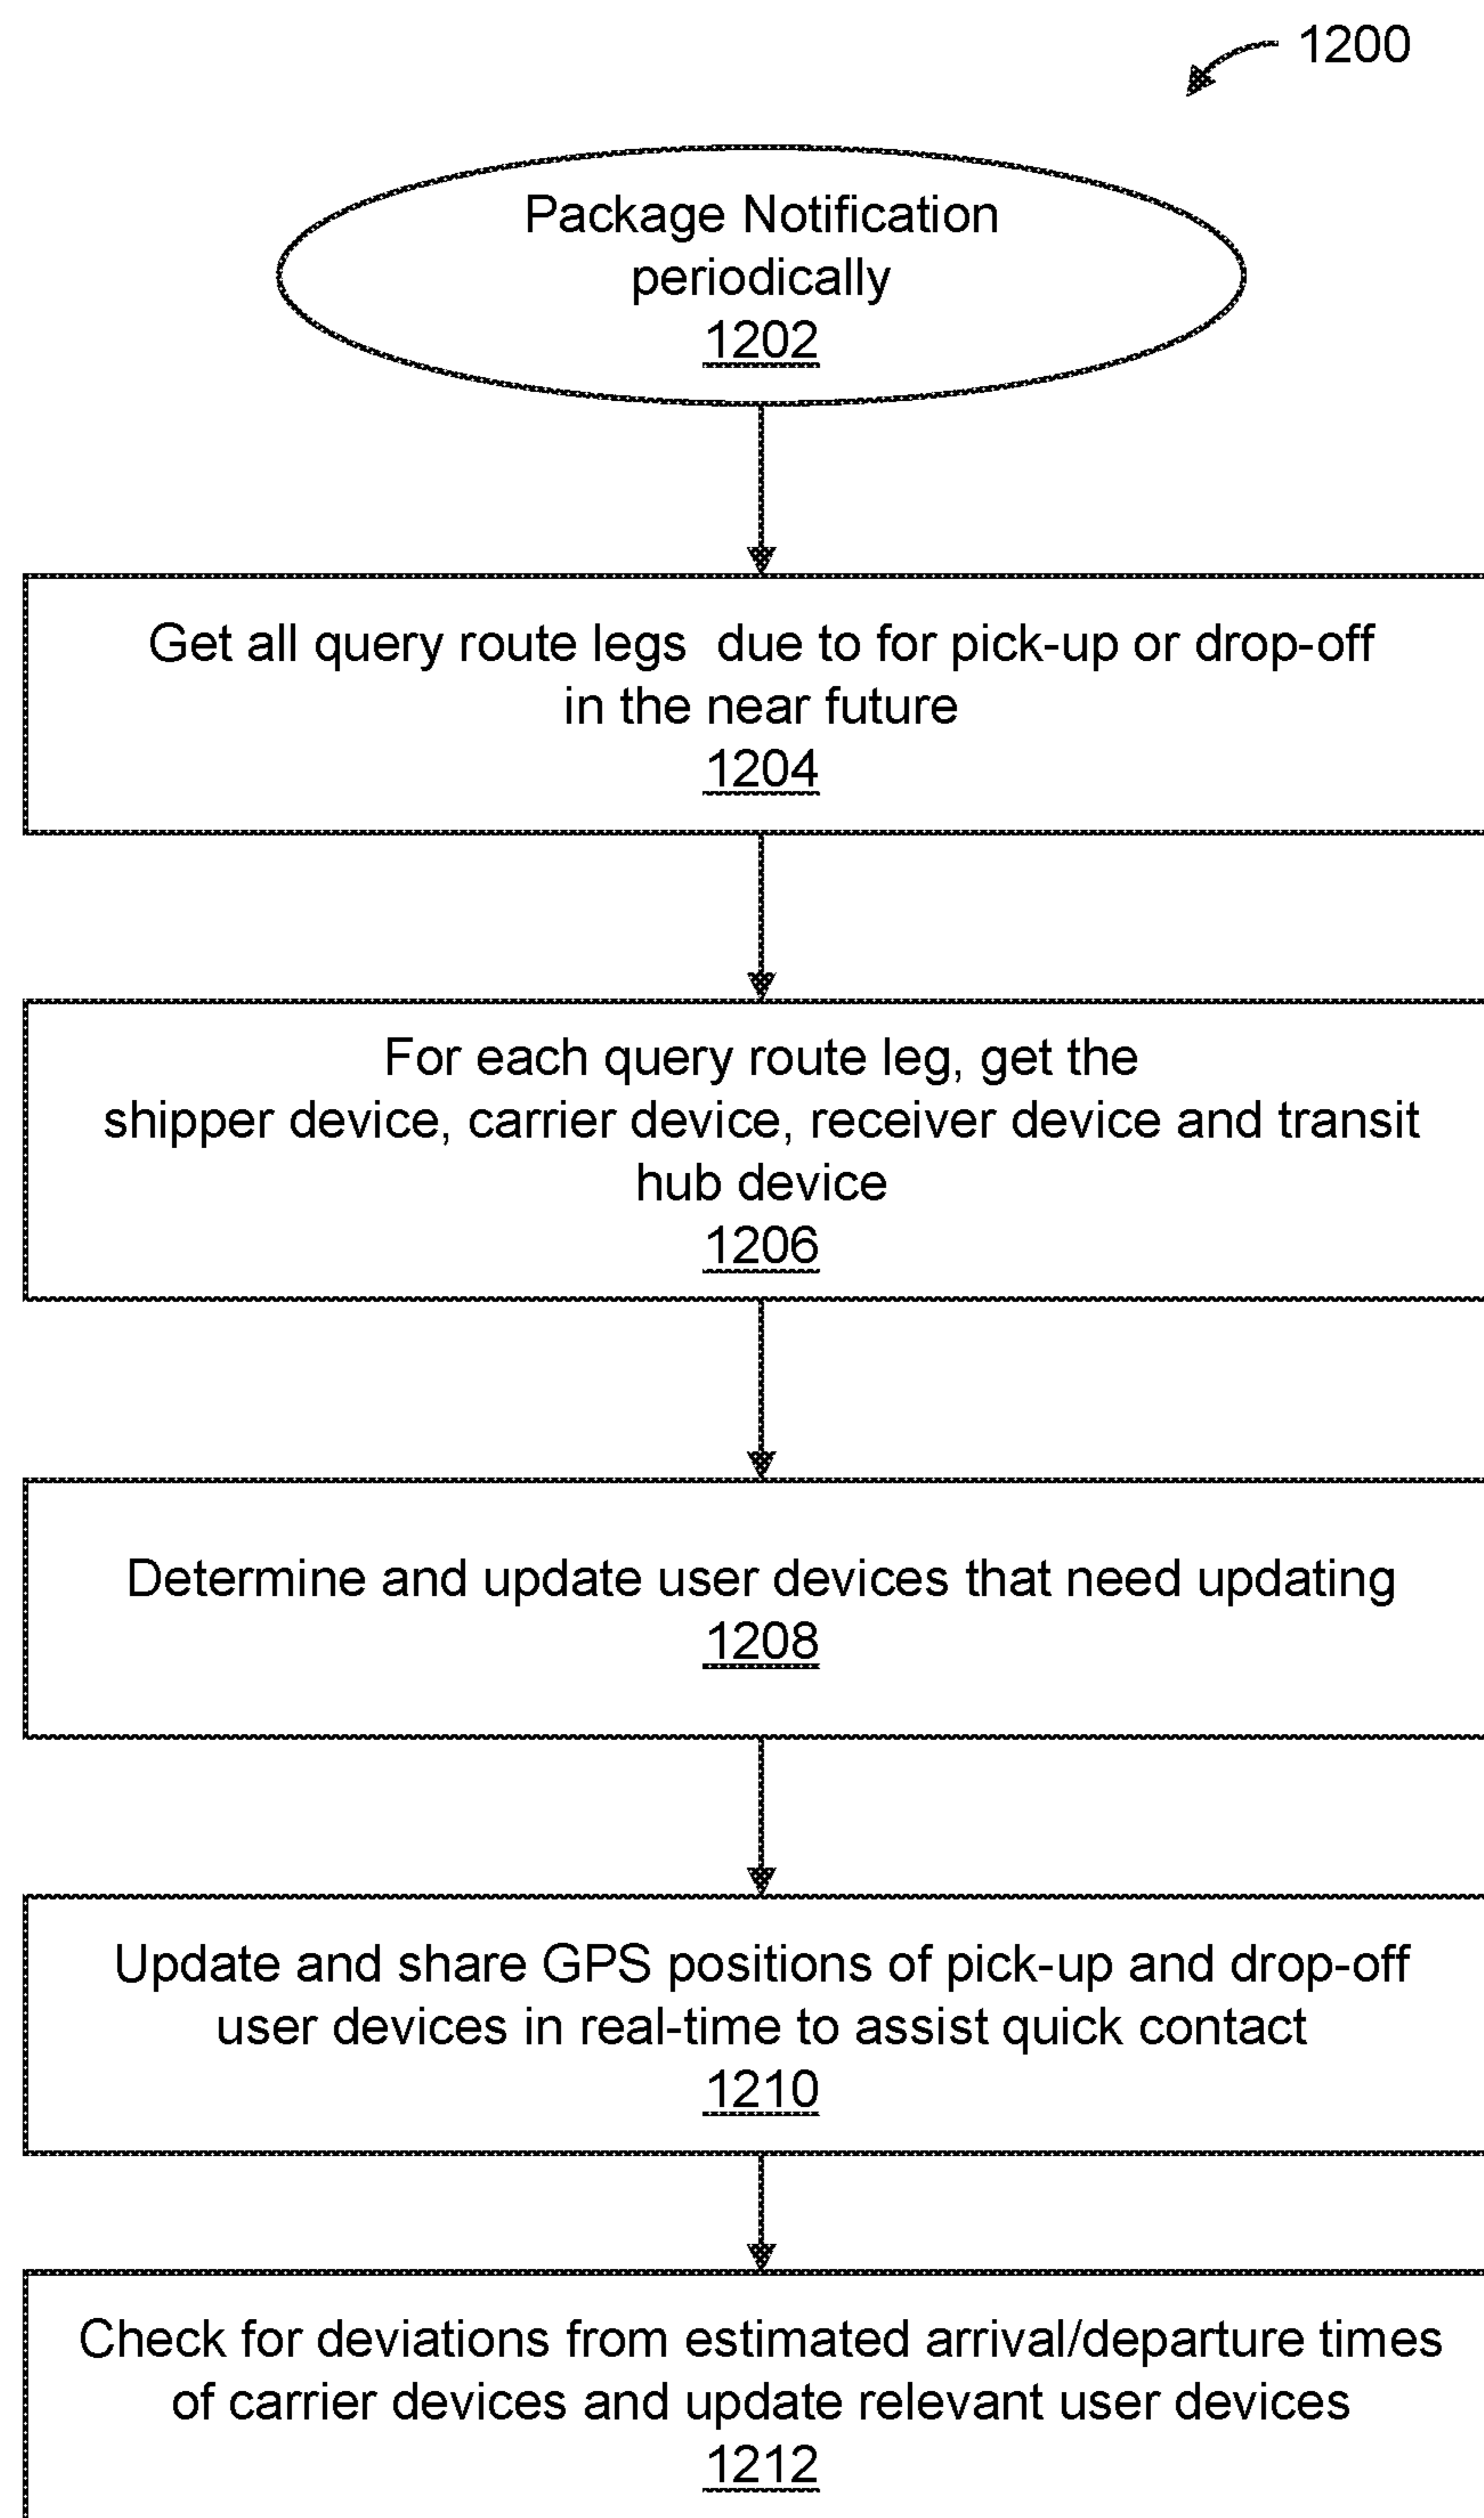 1200
Package Notification
periodically
1202
Get all query route legs  due to for pick-up or drop-off
in the near future
1204
For each query route leg, get the
shipper device, carrier device, receiver device and transit
hub device
1206
Determine and update user devices that need updating
1208
Update and share GPS positions of pick-up and drop-off
user devices in real-time to assist quick contact
1210
Check for deviations from estimated arrival/departure times
of carrier devices and update relevant user devices
1212